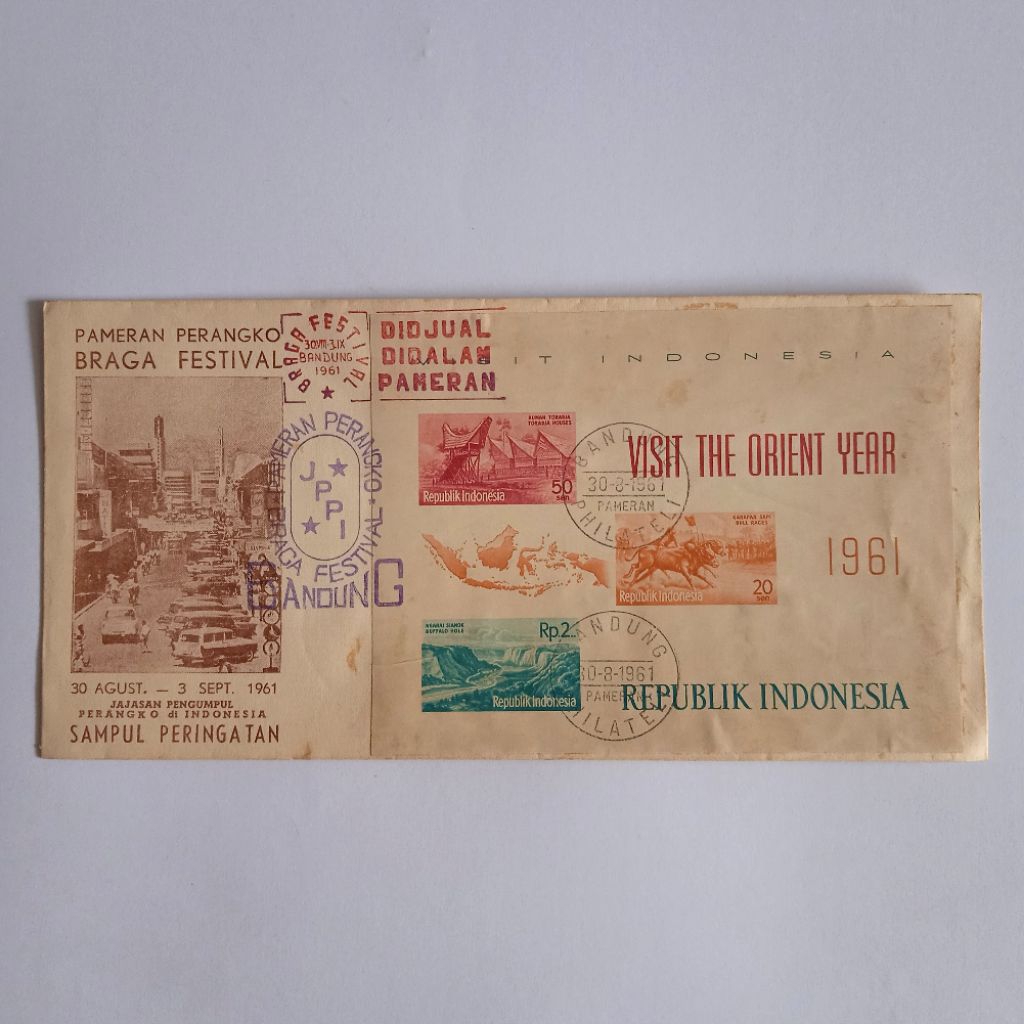 PAMERAN PERANGKO
BRAGA FESTIVAL
30 AGUST. — 3 SEPT. 1961
JAJASAN PENGUMPUL
PERANGKO di INDONESIA
SAMPUL PERINGATAN
BRAGA FESTIVAL
30.VIII-3.IX
BANDUNG
1961
DIDJUAL
DIDALAM
PAMERAN
PAMERAN PERANGKO
JPPI
BRAGA FESTIVAL
BANDUNG
VISIT INDONESIA
RUMAH TORADJA
TORADJA HOUSES
Republik Indonesia
50
sen
BANDUNG
30-8-1961
PAMERAN
PHILATELI
VISIT THE ORIENT YEAR
1961
KARAPAN SAPI
BULL RACES
Republik Indonesia
20
sen
NGARAI SIANOK
BUFFALO HOLE
Rp.2.-
Republik Indonesia
BANDUNG
30-8-1961
PAMERAN
PHILATELI
REPUBLIK INDONESIA